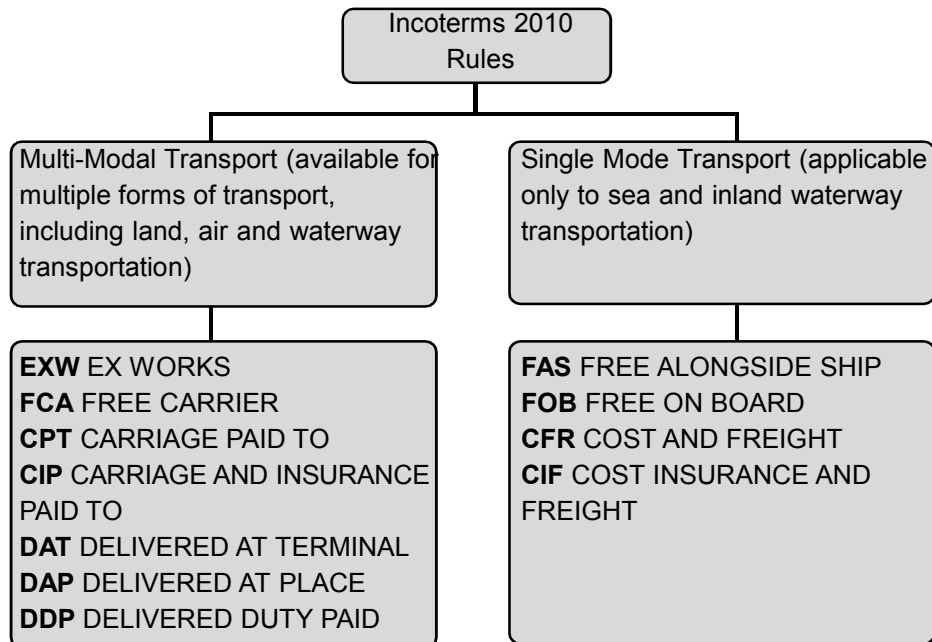 Incoterms 2010
Rules
Multi-Modal Transport (available for
multiple forms of transport,
including land, air and waterway
transportation)
Single Mode Transport (applicable
only to sea and inland waterway
transportation)
EXW EX WORKS
FCA FREE CARRIER
CPT CARRIAGE PAID TO
CIP CARRIAGE AND INSURANCE
PAID TO
DAT DELIVERED AT TERMINAL
DAP DELIVERED AT PLACE
DDP DELIVERED DUTY PAID
FAS FREE ALONGSIDE SHIP
FOB FREE ON BOARD
CFR COST AND FREIGHT
CIF COST INSURANCE AND
FREIGHT